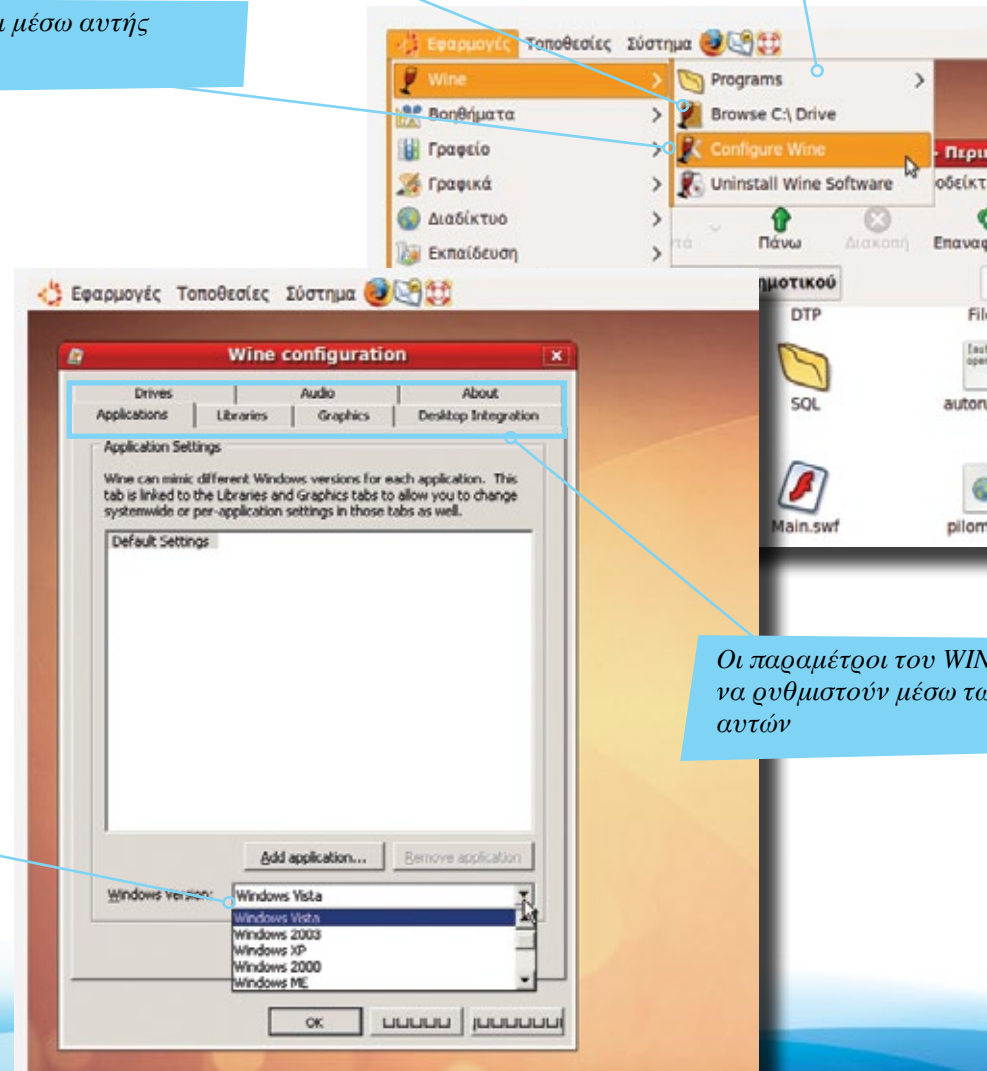 ι μέσω αυτής
Εφαρμογές Τοποθεσίες Σύστημα
Wine
Βοηθήματα
Γραφείο
Γραφικά
Διαδίκτυο
Εκπαίδευση
Programs
Browse C:\ Drive
Configure Wine
Uninstall Wine Software
Πάνω
Διακοπή
DTP
SQL
Main.swf
Εφαρμογές Τοποθεσίες Σύστημα
Wine configuration
Drives Audio About
Applications Libraries Graphics Desktop Integration
Application Settings
Wine can mimic different Windows versions for each application. This
tab is linked to the Libraries and Graphics tabs to allow you to change
systemwide or per-application settings in those tabs as well.
Default Settings
Add application... Remove application
Windows Version: Windows Vista
Windows Vista
Windows 2003
Windows XP
Windows 2000
Windows ME
OK
Οι παραμέτροι του WIN
να ρυθμιστούν μέσω τω
αυτών